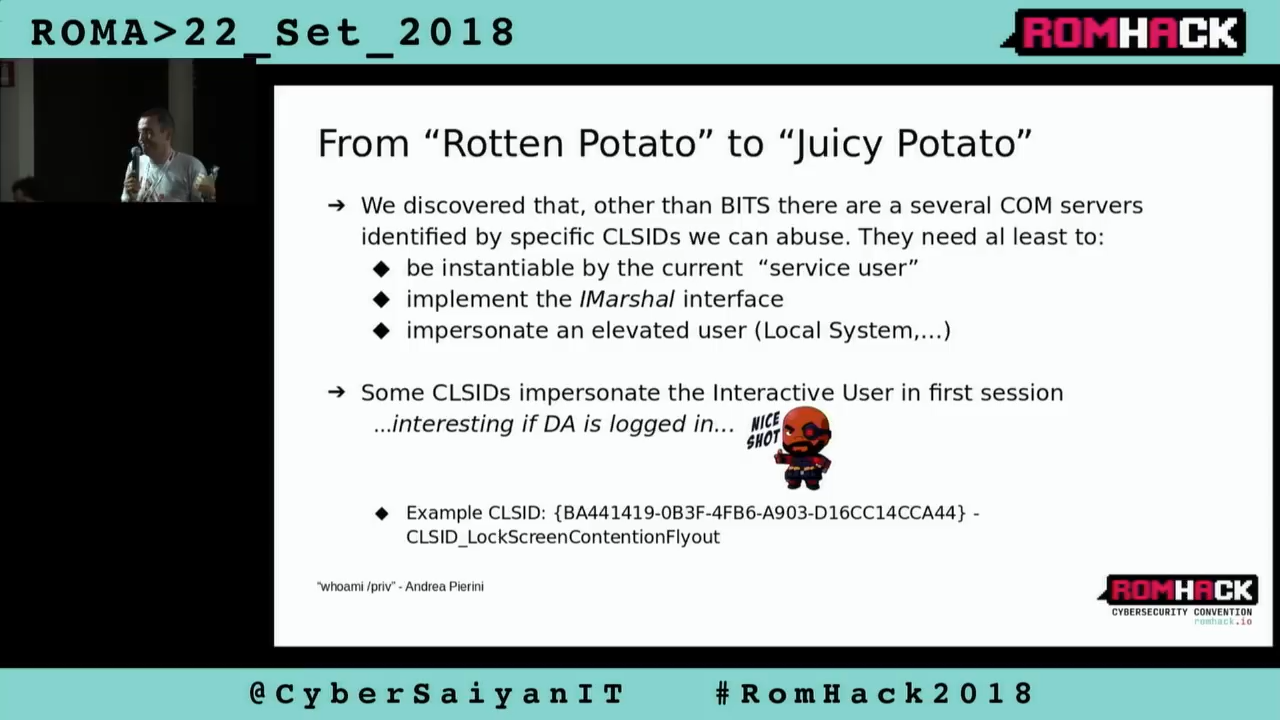 ROMA>22_Set_2018
ROMHACK
From “Rotten Potato” to “Juicy Potato”
➔ We discovered that, other than BITS there are a several COM servers
identified by specific CLSIDs we can abuse. They need al least to:
◆ be instantiable by the current “service user”
◆ implement the IMarshal interface
◆ impersonate an elevated user (Local System,...)
➔ Some CLSIDs impersonate the Interactive User in first session
...interesting if DA is logged in...
NICE
SHOT
◆ Example CLSID: {BA441419-0B3F-4FB6-A903-D16CC14CCA44} -
CLSID_LockScreenContentionFlyout
“whoami /priv” - Andrea Pierini
ROMHACK
CYBERSECURITY CONVENTION
romhack.io
@CyberSaiyanIT #RomHack2018